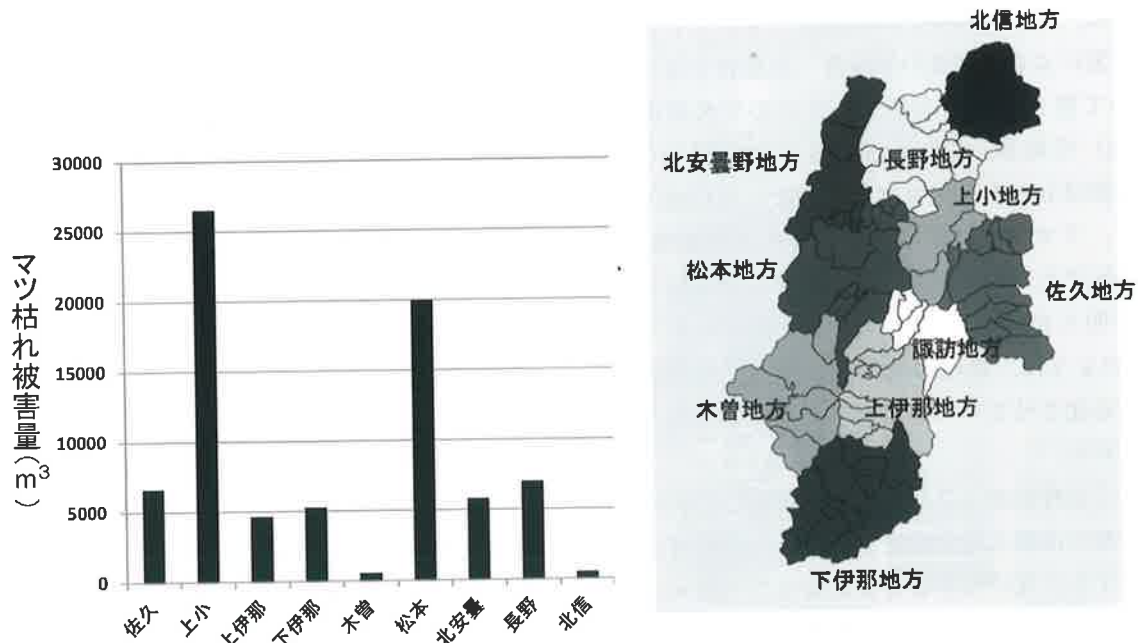 マツ枯れ被害量(m³)
30000
25000
20000
15000
10000
5000
0
佐久
上小
上伊那
下伊那
木曽
松本
北安曇
長野
北信
北信地方
北安曇野地方
長野地方
上小地方
松本地方
佐久地方
諏訪地方
木曽地方
上伊那地方
下伊那地方